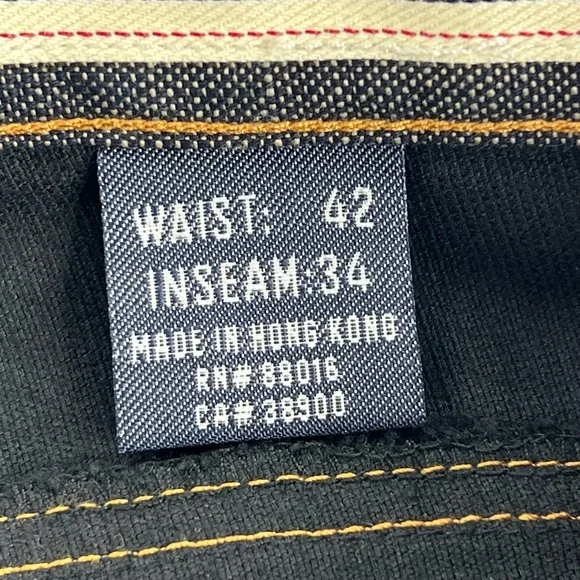 WAIST: 42
INSEAM:34
MADE IN HONG KONG
RN# 88016
CA# 38900